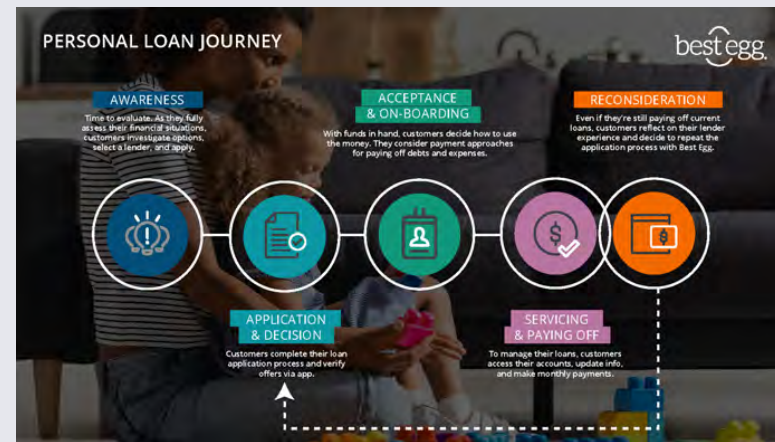 PERSONAL LOAN JOURNEY
bestegg.
AWARENESS
Time to evaluate. As they fully
assess their financial situations,
customers investigate options,
select a lender, and apply.
ACCEPTANCE
& ON-BOARDING
With funds in hand, customers decide how to use
the money. They consider payment approaches
for paying off debts and expenses.
RECONSIDERATION
Even if they're still paying off current
loans, customers reflect on their lender
experience and decide to repeat the
application process with Best Egg.
APPLICATION
& DECISION
Customers complete their loan
application process and verify
offers via app.
SERVICING
& PAYING OFF
To manage their loans, customers
access their accounts, update info,
and make monthly payments.